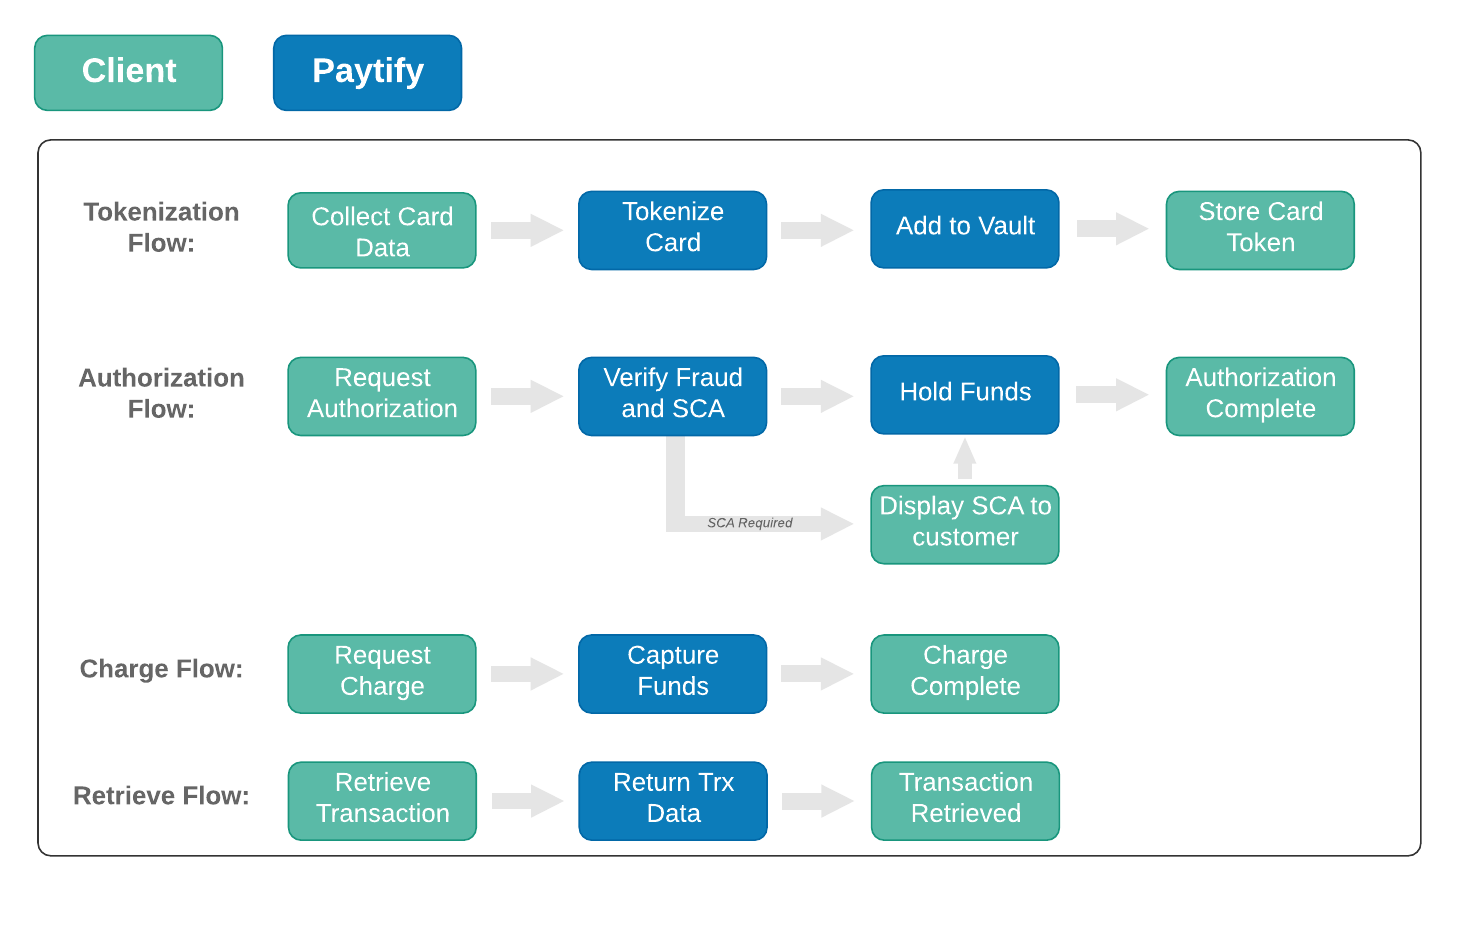 Client
Paytify
Tokenization
Flow:
Collect Card
Data
Tokenize
Card
Add to Vault
Store Card
Token
Authorization
Flow:
Request
Authorization
Verify Fraud
and SCA
Hold Funds
Authorization
Complete
SCA Required
Display SCA to
customer
Charge Flow:
Request
Charge
Capture
Funds
Charge
Complete
Retrieve Flow:
Retrieve
Transaction
Return Trx
Data
Transaction
Retrieved